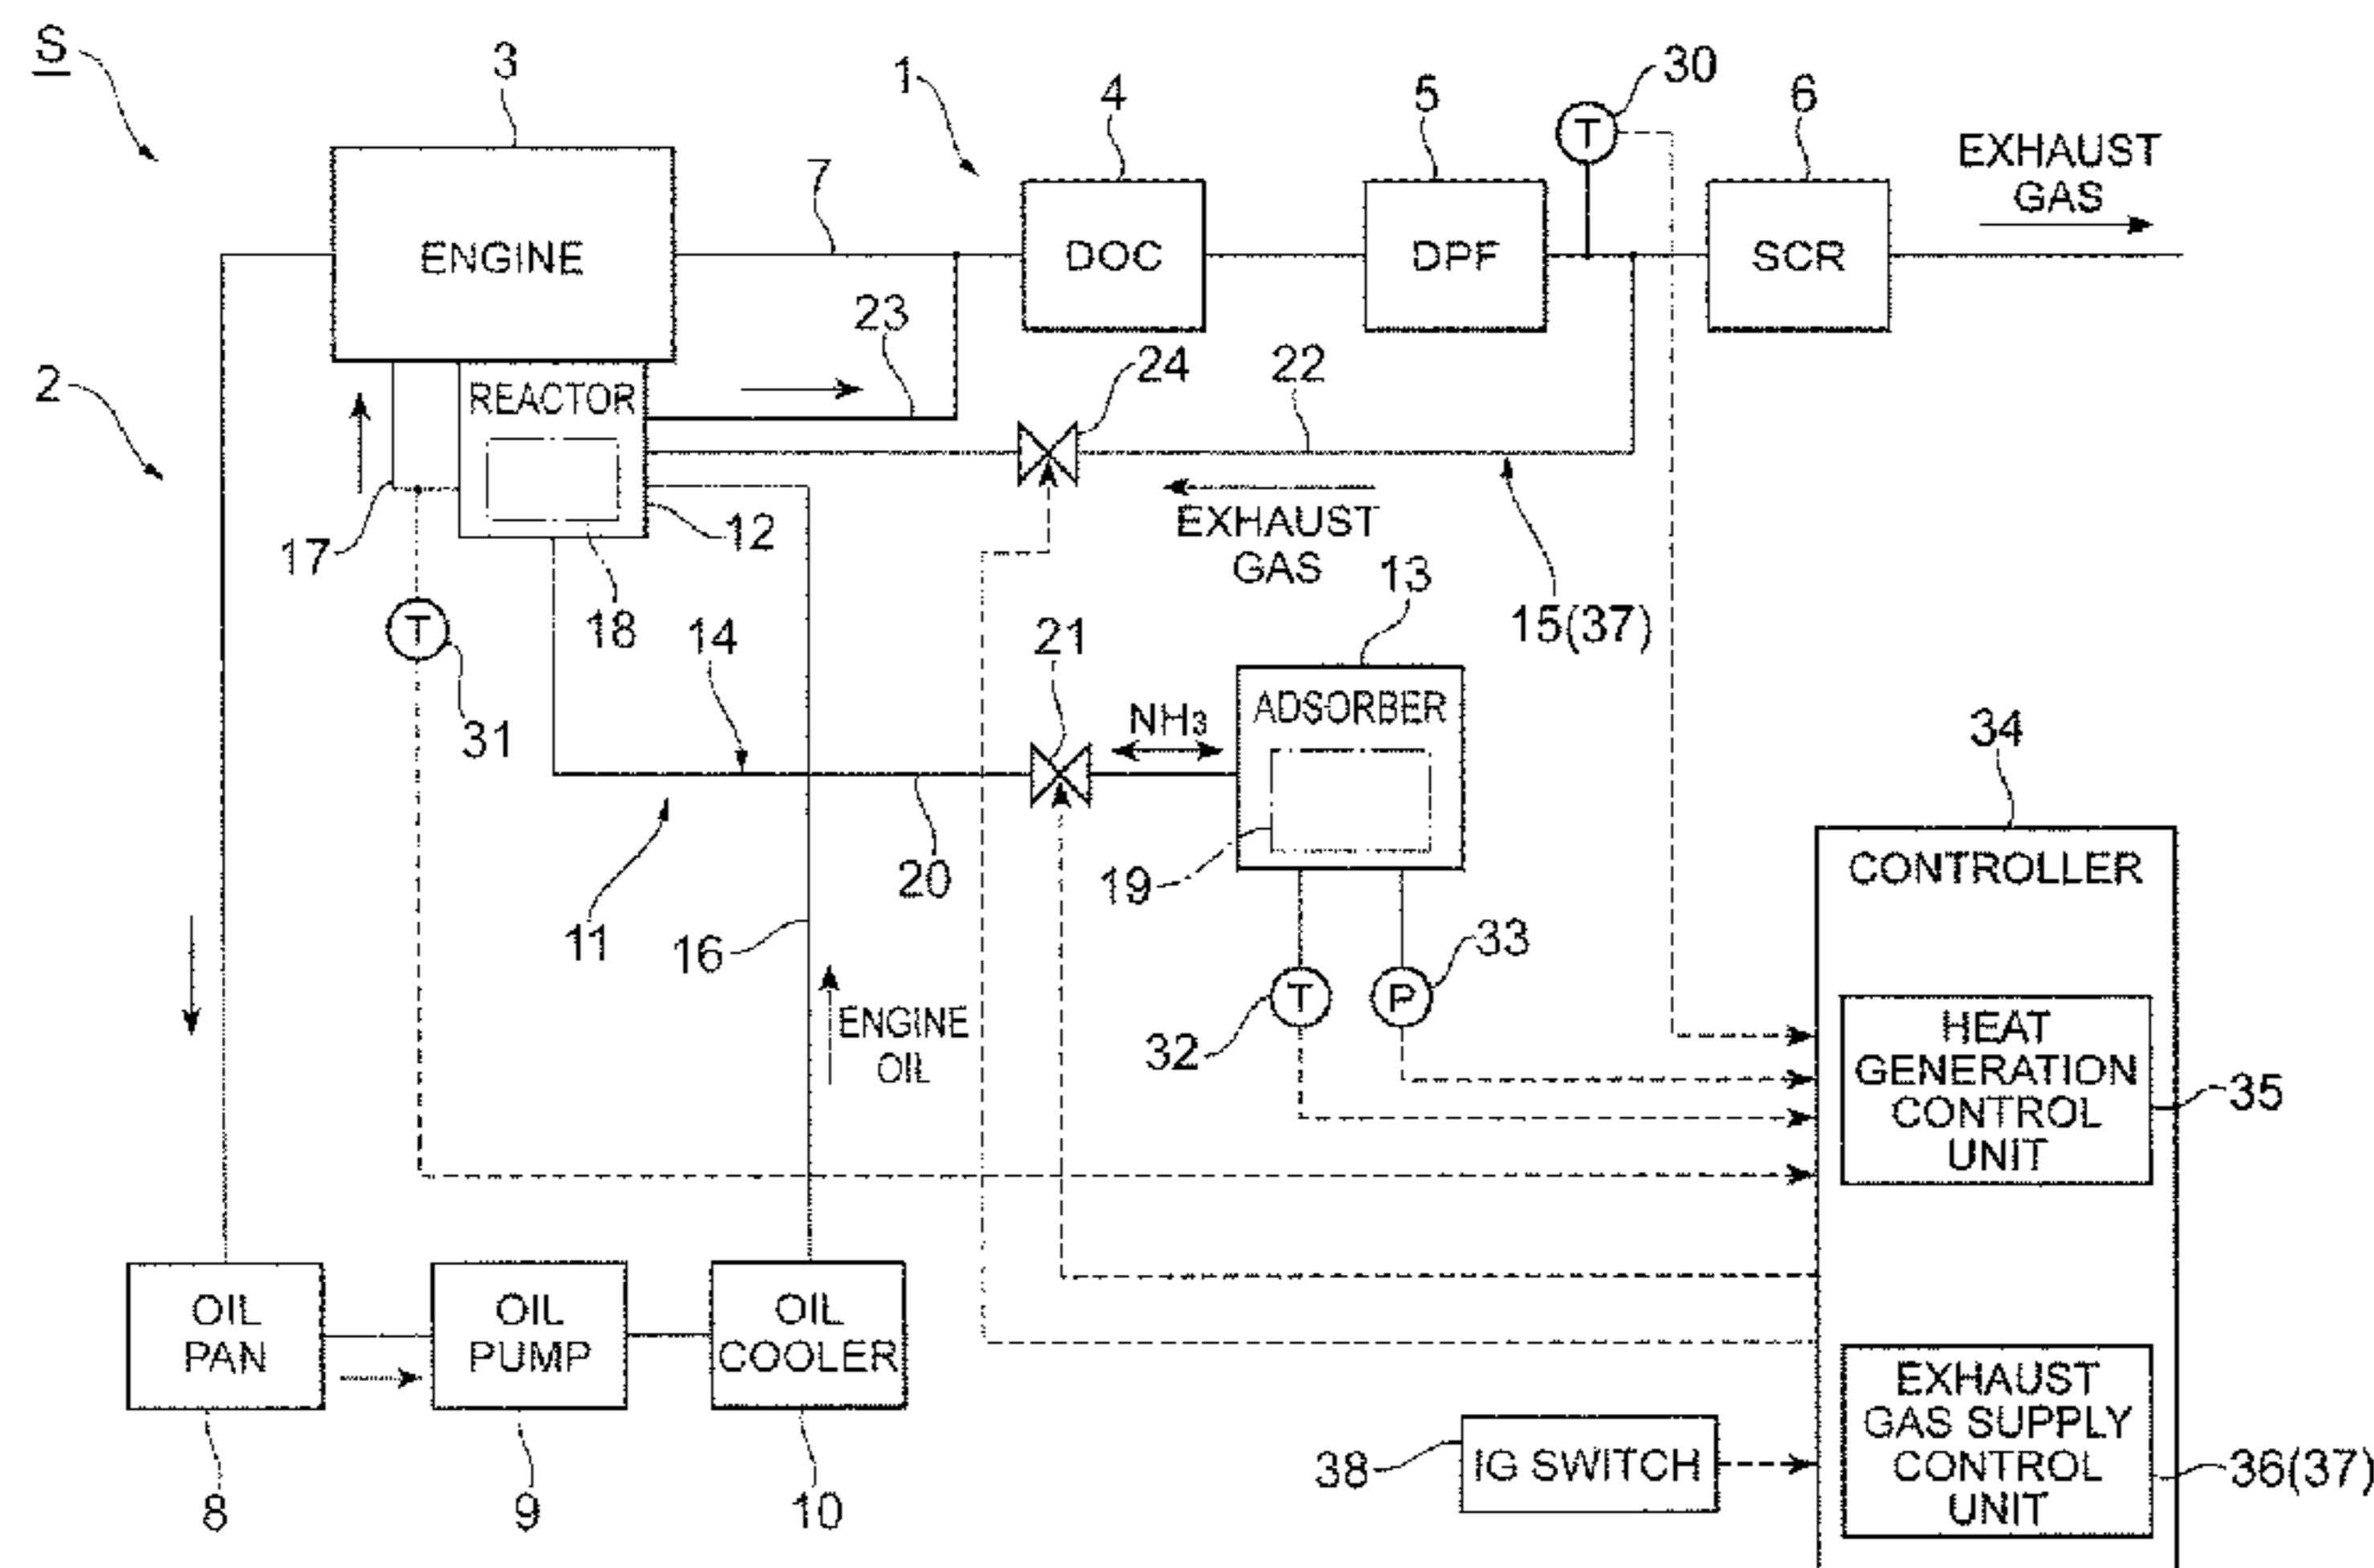 S
3
1
4
5
30
6
T
EXHAUST
GAS
7
ENGINE
DOC
DPF
SCR
23
2
24
22
REACTOR
12
EXHAUST
GAS
17
13
18
15(37)
T
14
21
NH3
ADSORBER
31
34
20
19
CONTROLLER
11
16
33
T
P
ENGINE
OIL
32
HEAT
GENERATION
CONTROL
UNIT
35
OIL
PAN
OIL
PUMP
OIL
COOLER
EXHAUST
GAS SUPPLY
CONTROL
UNIT
38
IG SWITCH
36(37)
8
9
10